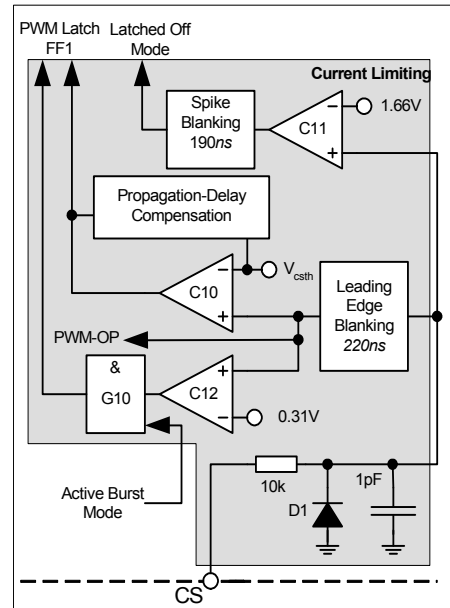 PWM Latch
FF1
Latched Off
Mode
Current Limiting
Spike
Blanking
190ns
C11
1.66V
Propagation-Delay
Compensation
C10
Vcsth
Leading
Edge
Blanking
220ns
PWM-OP
&
G10
C12
0.31V
Active Burst
Mode
10k
D1
1pF
CS